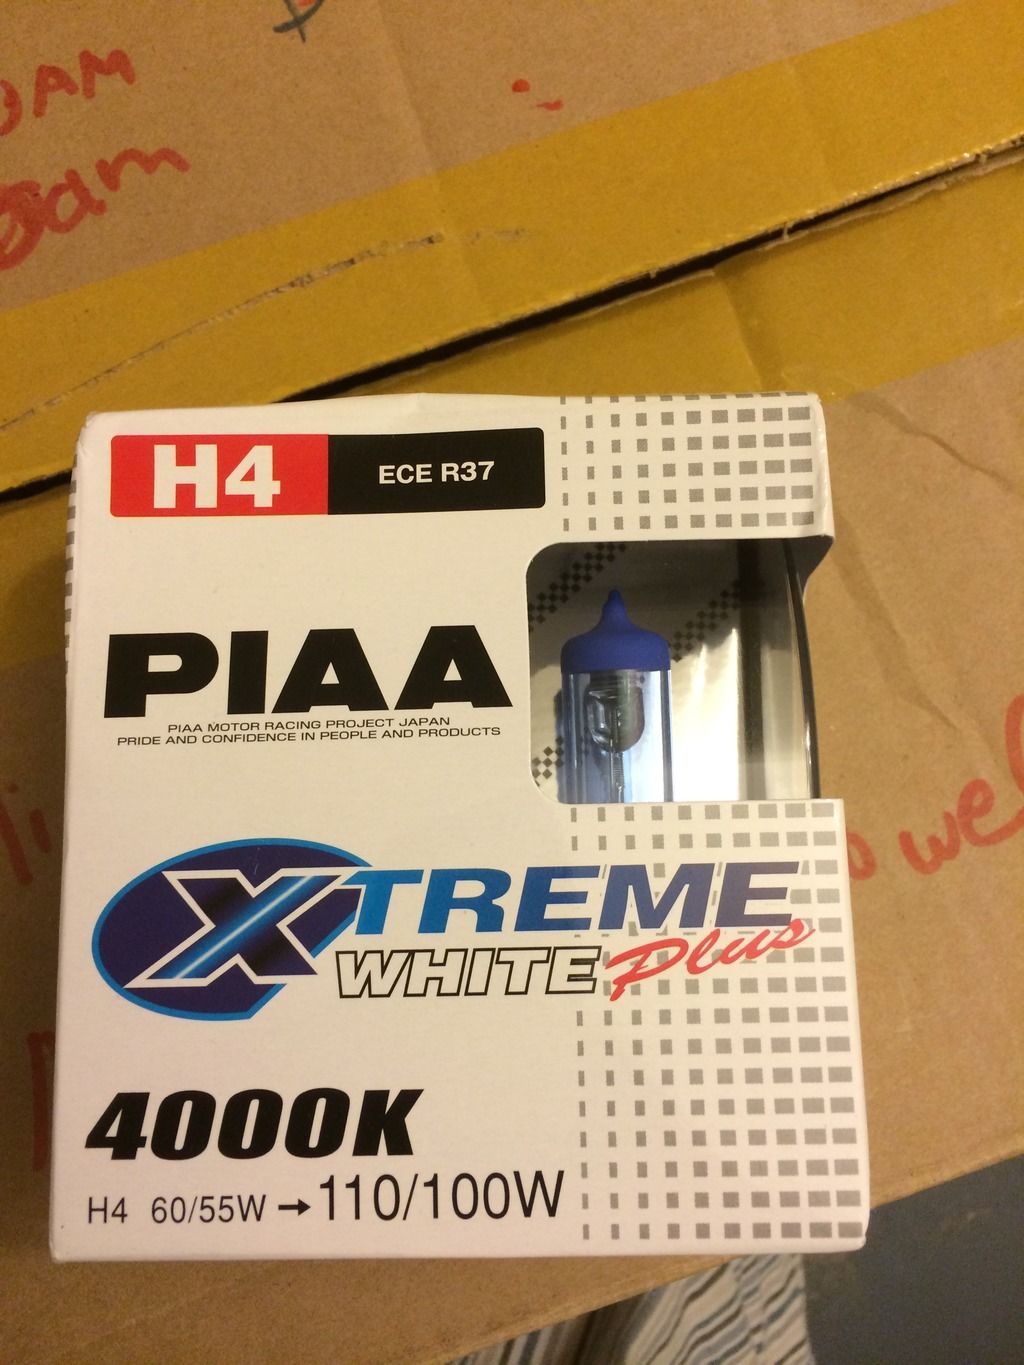 H4 ECE R37
PIAA
PIAA MOTOR RACING PROJECT JAPAN
PRIDE AND CONFIDENCE IN PEOPLE AND PRODUCTS
XTREME
WHITE Plus
4000K
H4 60/55W → 110/100W